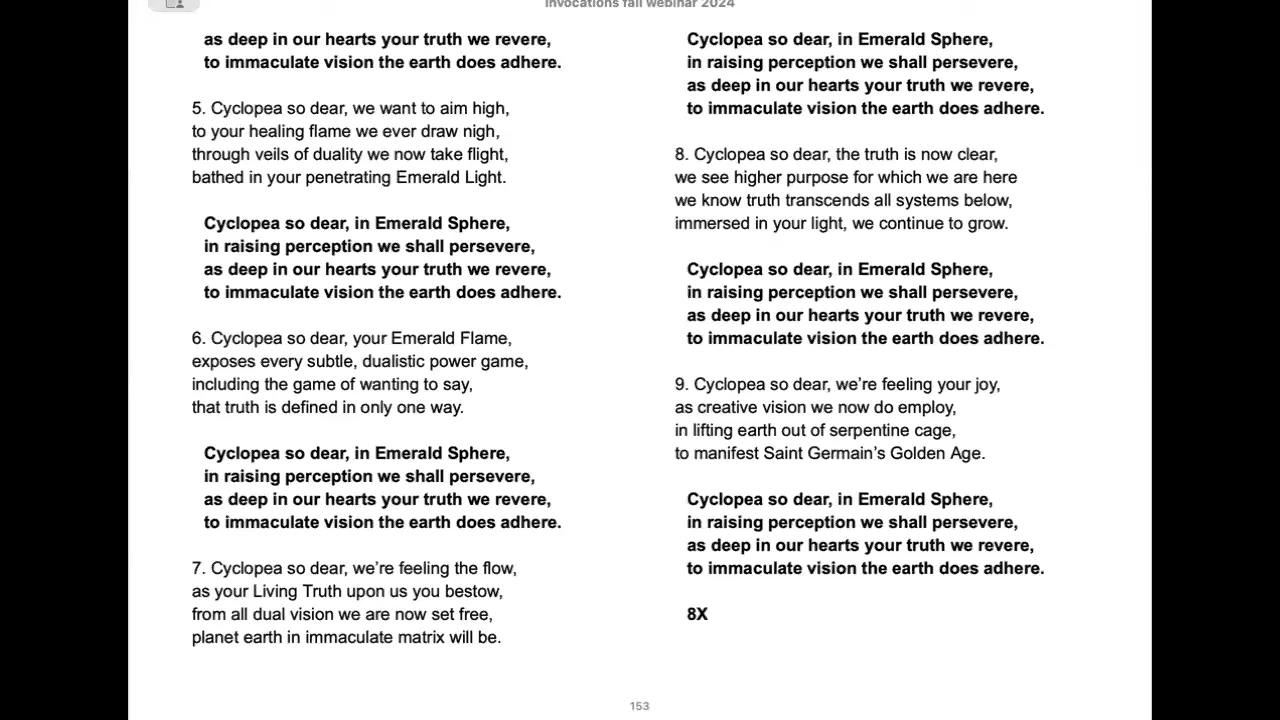 Invocations fall webinar 2024
as deep in our hearts your truth we revere,
to immaculate vision the earth does adhere.
5. Cyclopea so dear, we want to aim high,
to your healing flame we ever draw nigh,
through veils of duality we now take flight,
bathed in your penetrating Emerald Light.
Cyclopea so dear, in Emerald Sphere,
in raising perception we shall persevere,
as deep in our hearts your truth we revere,
to immaculate vision the earth does adhere.
6. Cyclopea so dear, your Emerald Flame,
exposes every subtle, dualistic power game,
including the game of wanting to say,
that truth is defined in only one way.
Cyclopea so dear, in Emerald Sphere,
in raising perception we shall persevere,
as deep in our hearts your truth we revere,
to immaculate vision the earth does adhere.
7. Cyclopea so dear, we’re feeling the flow,
as your Living Truth upon us you bestow,
from all dual vision we are now set free,
planet earth in immaculate matrix will be.
Cyclopea so dear, in Emerald Sphere,
in raising perception we shall persevere,
as deep in our hearts your truth we revere,
to immaculate vision the earth does adhere.
8. Cyclopea so dear, the truth is now clear,
we see higher purpose for which we are here
we know truth transcends all systems below,
immersed in your light, we continue to grow.
Cyclopea so dear, in Emerald Sphere,
in raising perception we shall persevere,
as deep in our hearts your truth we revere,
to immaculate vision the earth does adhere.
9. Cyclopea so dear, we’re feeling your joy,
as creative vision we now do employ,
in lifting earth out of serpentine cage,
to manifest Saint Germain’s Golden Age.
Cyclopea so dear, in Emerald Sphere,
in raising perception we shall persevere,
as deep in our hearts your truth we revere,
to immaculate vision the earth does adhere.
8X
153